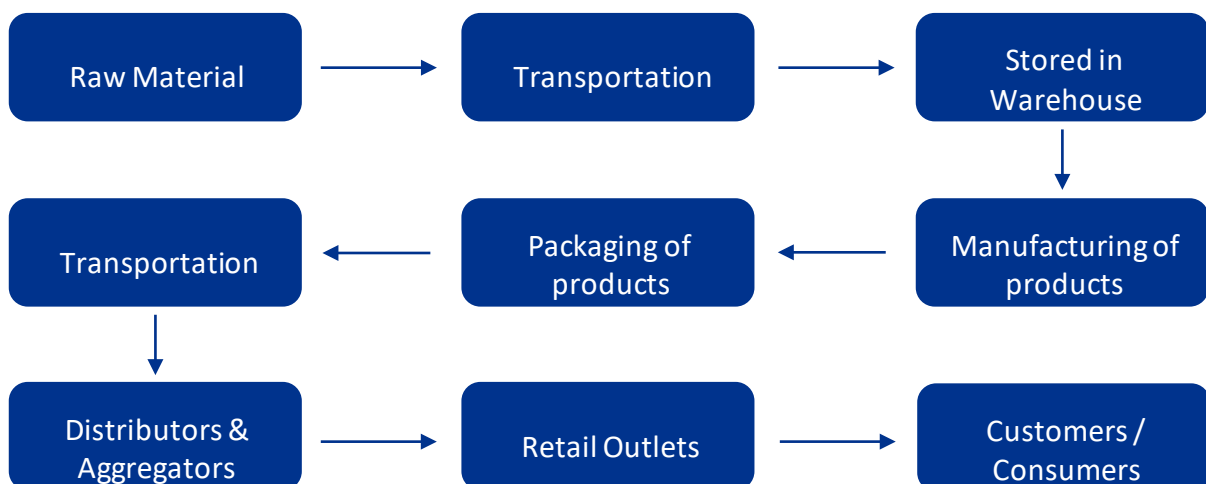 Raw Material
Transportation
Stored in
Warehouse
Transportation
Packaging of
products
Manufacturing of
products
Distributors &
Aggregators
Retail Outlets
Customers /
Consumers